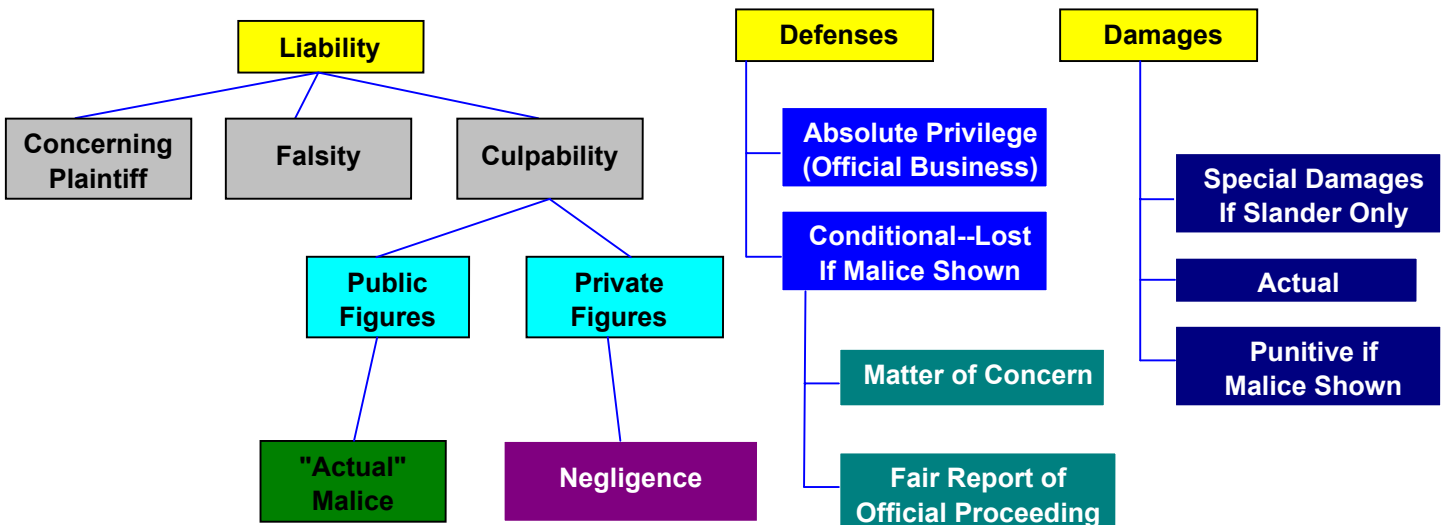 Liability
Concerning
Plaintiff
Falsity
Culpability
Public
Figures
Private
Figures
"Actual"
Malice
Negligence
Defenses
Absolute Privilege
(Official Business)
Conditional--Lost
If Malice Shown
Matter of Concern
Fair Report of
Official Proceeding
Damages
Special Damages
If Slander Only
Actual
Punitive if
Malice Shown